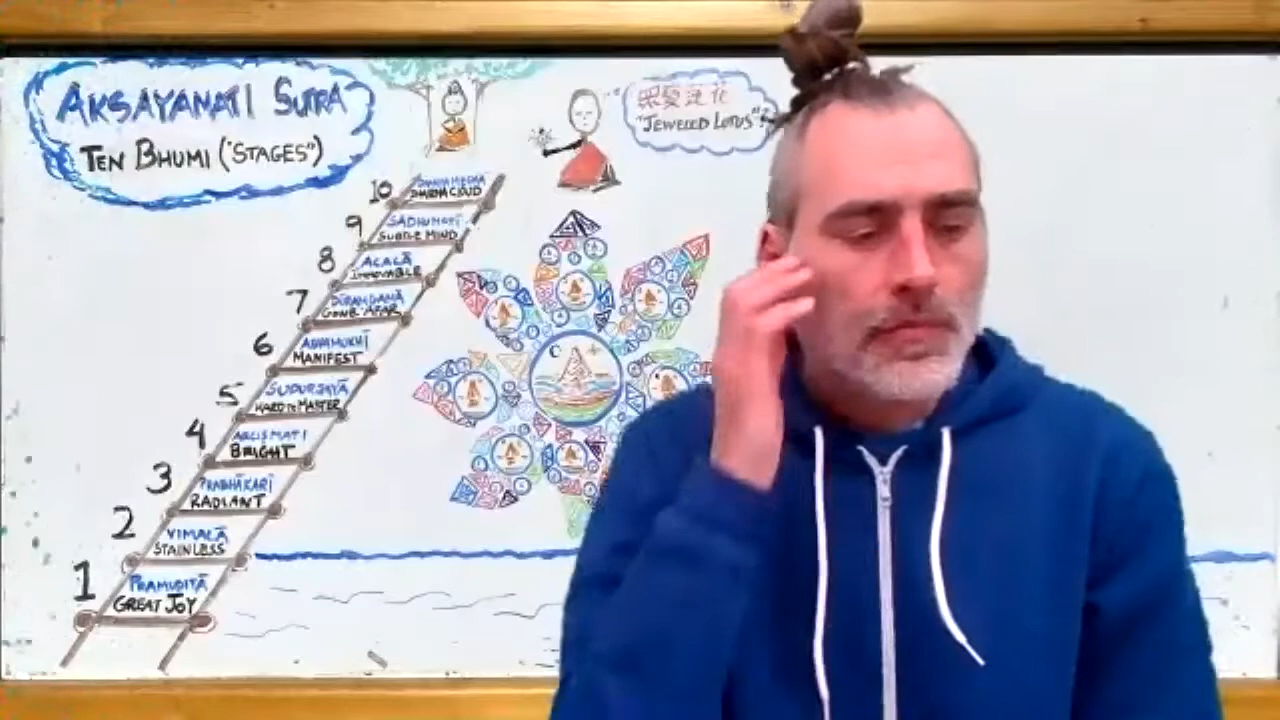 AKSAYAMATI SUTRA
TEN BHUMI ("STAGES")
"JEWELED LOTUS"?
10
DHARMA CLOUD
9
SADHUMATI
SUBTLE MIND
8
ACALĀ
IMMOVABLE
7
GONE AFAR
6
MANIFEST
5
SUDURJAYĀ
HARD TO MASTER
4
ARCISMATI
BRIGHT
3
PRABHĀKARĪ
RADIANT
2
VIMALĀ
STAINLESS
1
PRAMUDITĀ
GREAT JOY